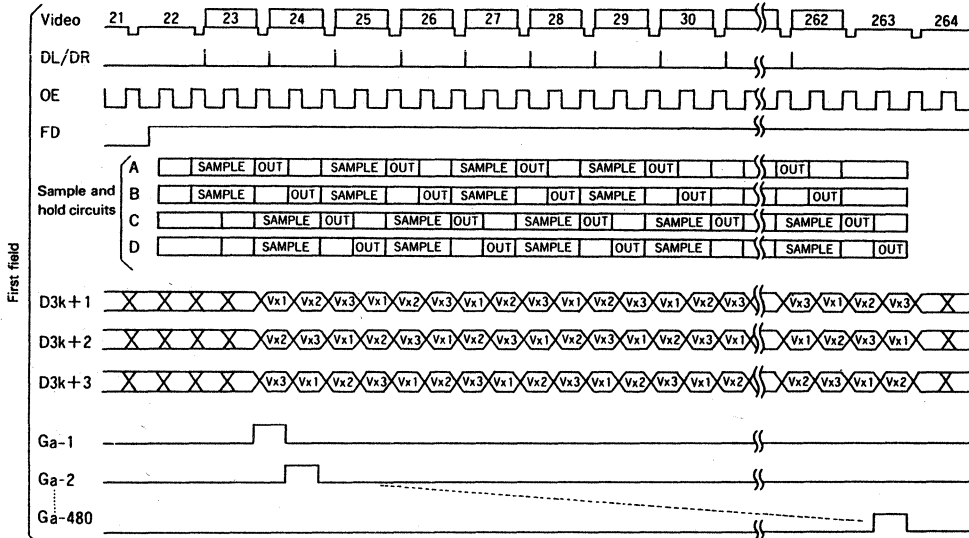 Video 21 22 23 24 25 26 27 28 29 30 262 263 264
DL/DR
OE
FD
First field
Sample and
hold circuits
A SAMPLE OUT SAMPLE OUT SAMPLE OUT SAMPLE OUT OUT
B SAMPLE OUT SAMPLE OUT SAMPLE OUT SAMPLE OUT OUT
C SAMPLE OUT SAMPLE OUT SAMPLE OUT SAMPLE OUT SAMPLE OUT
D SAMPLE OUT SAMPLE OUT SAMPLE OUT SAMPLE SAMPLE OUT
D3k+1 Vx1 Vx2 Vx3 Vx1 Vx2 Vx3 Vx1 Vx2 Vx3 Vx1 Vx2 Vx3 Vx1 Vx2 Vx3 Vx3 Vx1 Vx2 Vx3
D3k+2 Vx2 Vx3 Vx1 Vx2 Vx3 Vx1 Vx2 Vx3 Vx1 Vx2 Vx3 Vx1 Vx2 Vx3 Vx1 Vx1 Vx2 Vx3 Vx1
D3k+3 Vx3 Vx1 Vx2 Vx3 Vx1 Vx2 Vx3 Vx1 Vx2 Vx3 Vx1 Vx2 Vx3 Vx1 Vx2 Vx2 Vx3 Vx1 Vx2
Ga-1
Ga-2
Ga-480